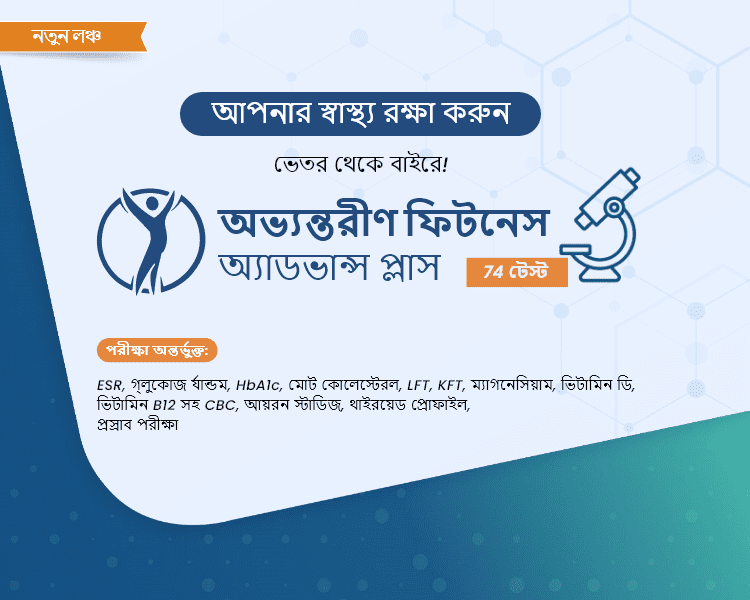 নতুন লঞ্চ
আপনার স্বাস্থ্য রক্ষা করুন
ভেতর থেকে বাইরে!
অভ্যন্তরীণ ফিটনেস
অ্যাডভান্স প্লাস
74 টেস্ট
পরীক্ষা অন্তর্ভুক্ত:
ESR, গ্লুকোজ র্যান্ডম, HbA1c, মোট কোলেস্টেরল, LFT, KFT, ম্যাগনেসিয়াম, ভিটামিন ডি,
ভিটামিন B12 সহ CBC, আয়রন স্টাডিজ, থাইরয়েড প্রোফাইল,
প্রস্রাব পরীক্ষা